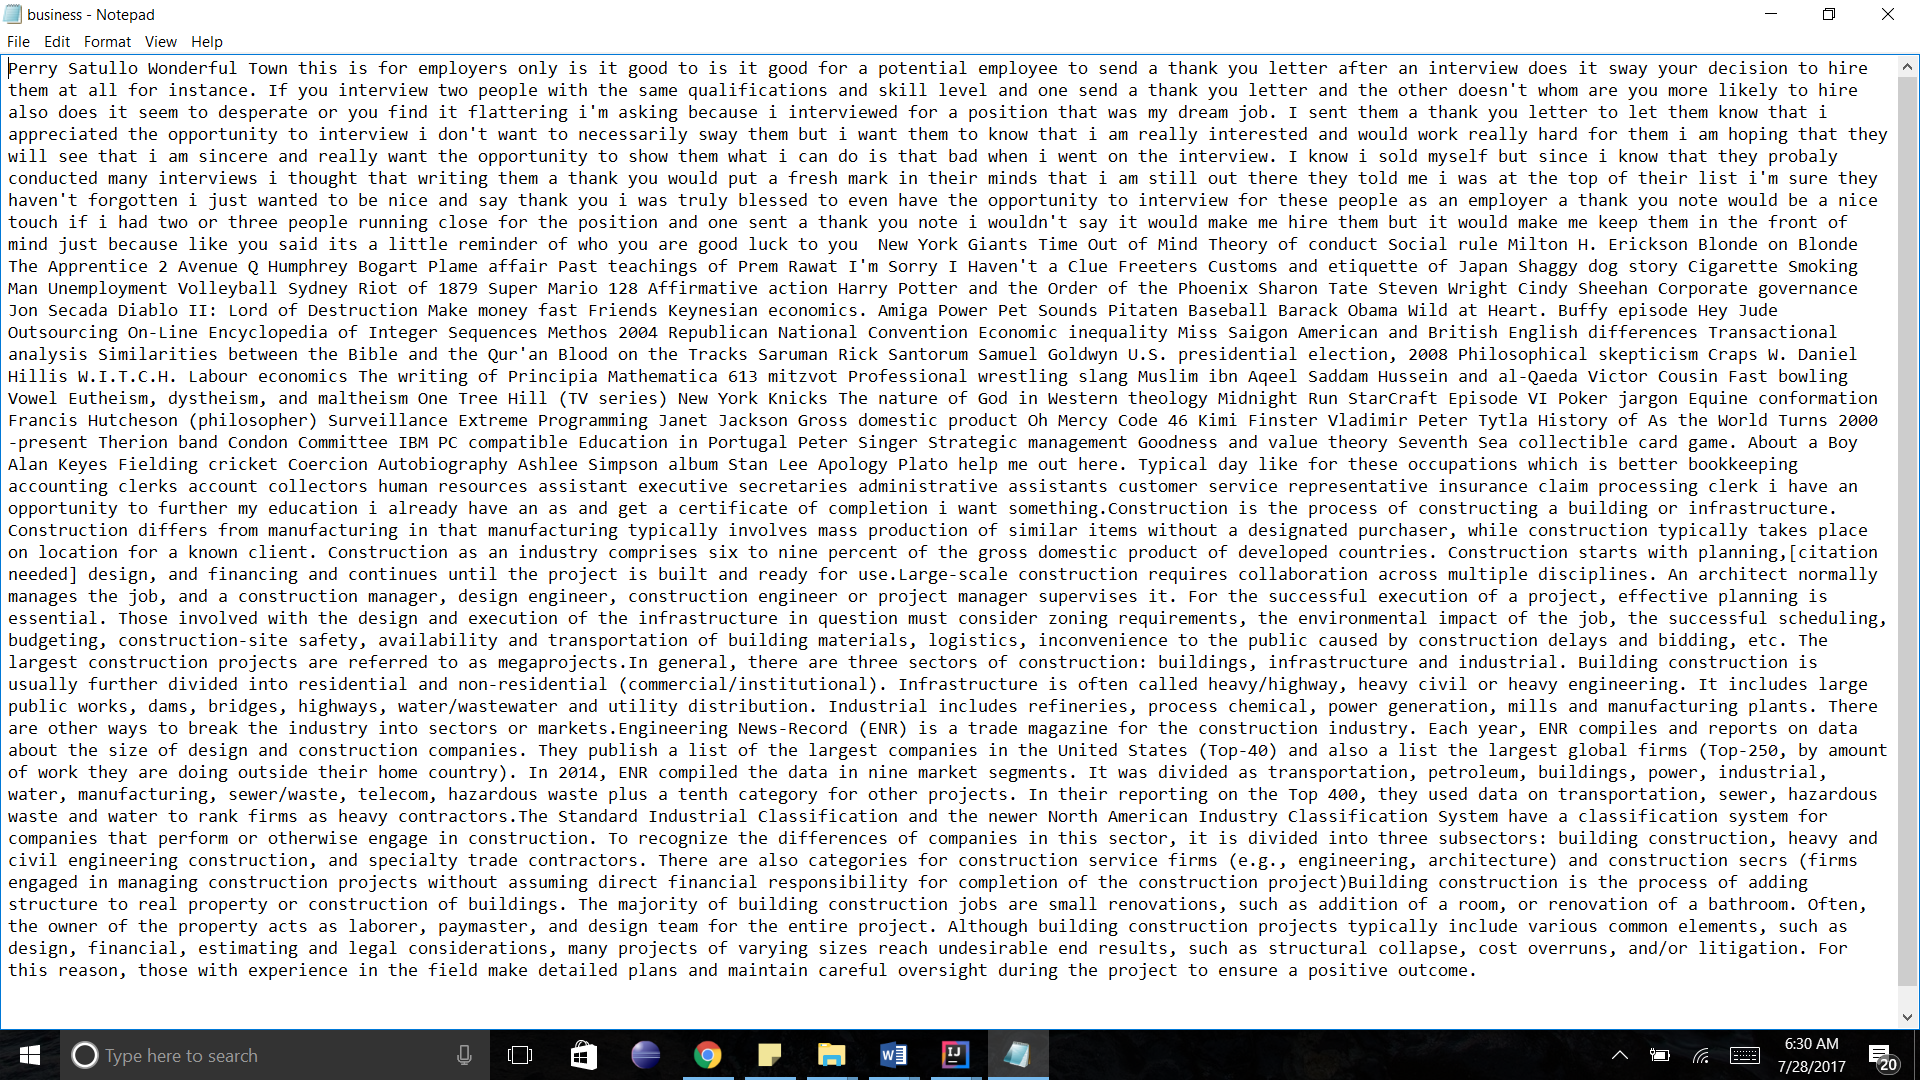 business - Notepad
File Edit Format View Help
Perry Satullo Wonderful Town this is for employers only is it good to is it good for a potential employee to send a thank you letter after an interview does it sway your decision to hire
them at all for instance. If you interview two people with the same qualifications and skill level and one send a thank you letter and the other doesn't whom are you more likely to hire
also does it seem to desperate or you find it flattering i'm asking because i interviewed for a position that was my dream job. I sent them a thank you letter to let them know that i
appreciated the opportunity to interview i don't want to necessarily sway them but i want them to know that i am really interested and would work really hard for them i am hoping that they
will see that i am sincere and really want the opportunity to show them what i can do is that bad when i went on the interview. I know i sold myself but since i know that they probaly
conducted many interviews i thought that writing them a thank you would put a fresh mark in their minds that i am still out there they told me i was at the top of their list i'm sure they
haven't forgotten i just wanted to be nice and say thank you i was truly blessed to even have the opportunity to interview for these people as an employer a thank you note would be a nice
touch if i had two or three people running close for the position and one sent a thank you note i wouldn't say it would make me hire them but it would make me keep them in the front of
mind just because like you said its a little reminder of who you are good luck to you  New York Giants Time Out of Mind Theory of conduct Social rule Milton H. Erickson Blonde on Blonde
The Apprentice 2 Avenue Q Humphrey Bogart Plame affair Past teachings of Prem Rawat I'm Sorry I Haven't a Clue Freeters Customs and etiquette of Japan Shaggy dog story Cigarette Smoking
Man Unemployment Volleyball Sydney Riot of 1879 Super Mario 128 Affirmative action Harry Potter and the Order of the Phoenix Sharon Tate Steven Wright Cindy Sheehan Corporate governance
Jon Secada Diablo II: Lord of Destruction Make money fast Friends Keynesian economics. Amiga Power Pet Sounds Pitaten Baseball Barack Obama Wild at Heart. Buffy episode Hey Jude
Outsourcing On-Line Encyclopedia of Integer Sequences Methos 2004 Republican National Convention Economic inequality Miss Saigon American and British English differences Transactional
analysis Similarities between the Bible and the Qur'an Blood on the Tracks Saruman Rick Santorum Samuel Goldwyn U.S. presidential election, 2008 Philosophical skepticism Craps W. Daniel
Hillis W.I.T.C.H. Labour economics The writing of Principia Mathematica 613 mitzvot Professional wrestling slang Muslim ibn Aqeel Saddam Hussein and al-Qaeda Victor Cousin Fast bowling
Vowel Eutheism, dystheism, and maltheism One Tree Hill (TV series) New York Knicks The nature of God in Western theology Midnight Run StarCraft Episode VI Poker jargon Equine conformation
Francis Hutcheson (philosopher) Surveillance Extreme Programming Janet Jackson Gross domestic product Oh Mercy Code 46 Kimi Finster Vladimir Peter Tytla History of As the World Turns 2000
-present Therion band Condon Committee IBM PC compatible Education in Portugal Peter Singer Strategic management Goodness and value theory Seventh Sea collectible card game. About a Boy
Alan Keyes Fielding cricket Coercion Autobiography Ashlee Simpson album Stan Lee Apology Plato help me out here. Typical day like for these occupations which is better bookkeeping
accounting clerks account collectors human resources assistant executive secretaries administrative assistants customer service representative insurance claim processing clerk i have an
opportunity to further my education i already have an as and get a certificate of completion i want something.Construction is the process of constructing a building or infrastructure.
Construction differs from manufacturing in that manufacturing typically involves mass production of similar items without a designated purchaser, while construction typically takes place
on location for a known client. Construction as an industry comprises six to nine percent of the gross domestic product of developed countries. Construction starts with planning,[citation
needed] design, and financing and continues until the project is built and ready for use.Large-scale construction requires collaboration across multiple disciplines. An architect normally
manages the job, and a construction manager, design engineer, construction engineer or project manager supervises it. For the successful execution of a project, effective planning is
essential. Those involved with the design and execution of the infrastructure in question must consider zoning requirements, the environmental impact of the job, the successful scheduling,
budgeting, construction-site safety, availability and transportation of building materials, logistics, inconvenience to the public caused by construction delays and bidding, etc. The
largest construction projects are referred to as megaprojects.In general, there are three sectors of construction: buildings, infrastructure and industrial. Building construction is
usually further divided into residential and non-residential (commercial/institutional). Infrastructure is often called heavy/highway, heavy civil or heavy engineering. It includes large
public works, dams, bridges, highways, water/wastewater and utility distribution. Industrial includes refineries, process chemical, power generation, mills and manufacturing plants. There
are other ways to break the industry into sectors or markets.Engineering News-Record (ENR) is a trade magazine for the construction industry. Each year, ENR compiles and reports on data
about the size of design and construction companies. They publish a list of the largest companies in the United States (Top-40) and also a list the largest global firms (Top-250, by amount
of work they are doing outside their home country). In 2014, ENR compiled the data in nine market segments. It was divided as transportation, petroleum, buildings, power, industrial,
water, manufacturing, sewer/waste, telecom, hazardous waste plus a tenth category for other projects. In their reporting on the Top 400, they used data on transportation, sewer, hazardous
waste and water to rank firms as heavy contractors.The Standard Industrial Classification and the newer North American Industry Classification System have a classification system for
companies that perform or otherwise engage in construction. To recognize the differences of companies in this sector, it is divided into three subsectors: building construction, heavy and
civil engineering construction, and specialty trade contractors. There are also categories for construction service firms (e.g., engineering, architecture) and construction secrs (firms
engaged in managing construction projects without assuming direct financial responsibility for completion of the construction project)Building construction is the process of adding
structure to real property or construction of buildings. The majority of building construction jobs are small renovations, such as addition of a room, or renovation of a bathroom. Often,
the owner of the property acts as laborer, paymaster, and design team for the entire project. Although building construction projects typically include various common elements, such as
design, financial, estimating and legal considerations, many projects of varying sizes reach undesirable end results, such as structural collapse, cost overruns, and/or litigation. For
this reason, those with experience in the field make detailed plans and maintain careful oversight during the project to ensure a positive outcome.
Type here to search
6:30 AM
7/28/2017
20